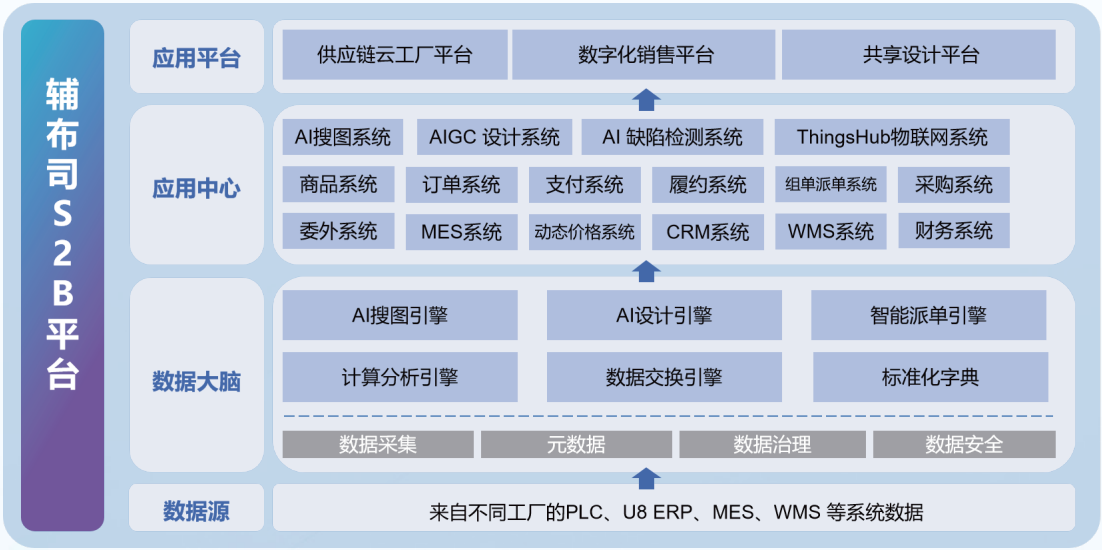 辅布司S2B平台
应用平台
供应链云工厂平台
数字化销售平台
共享设计平台
应用中心
AI搜图系统
AIGC 设计系统
AI 缺陷检测系统
ThingsHub物联网系统
商品系统
订单系统
支付系统
履约系统
组单派单系统
采购系统
委外系统
MES系统
动态价格系统
CRM系统
WMS系统
财务系统
数据大脑
AI搜图引擎
AI设计引擎
智能派单引擎
计算分析引擎
数据交换引擎
标准化字典
数据采集
元数据
数据治理
数据安全
数据源
来自不同工厂的PLC、U8 ERP、MES、WMS 等系统数据